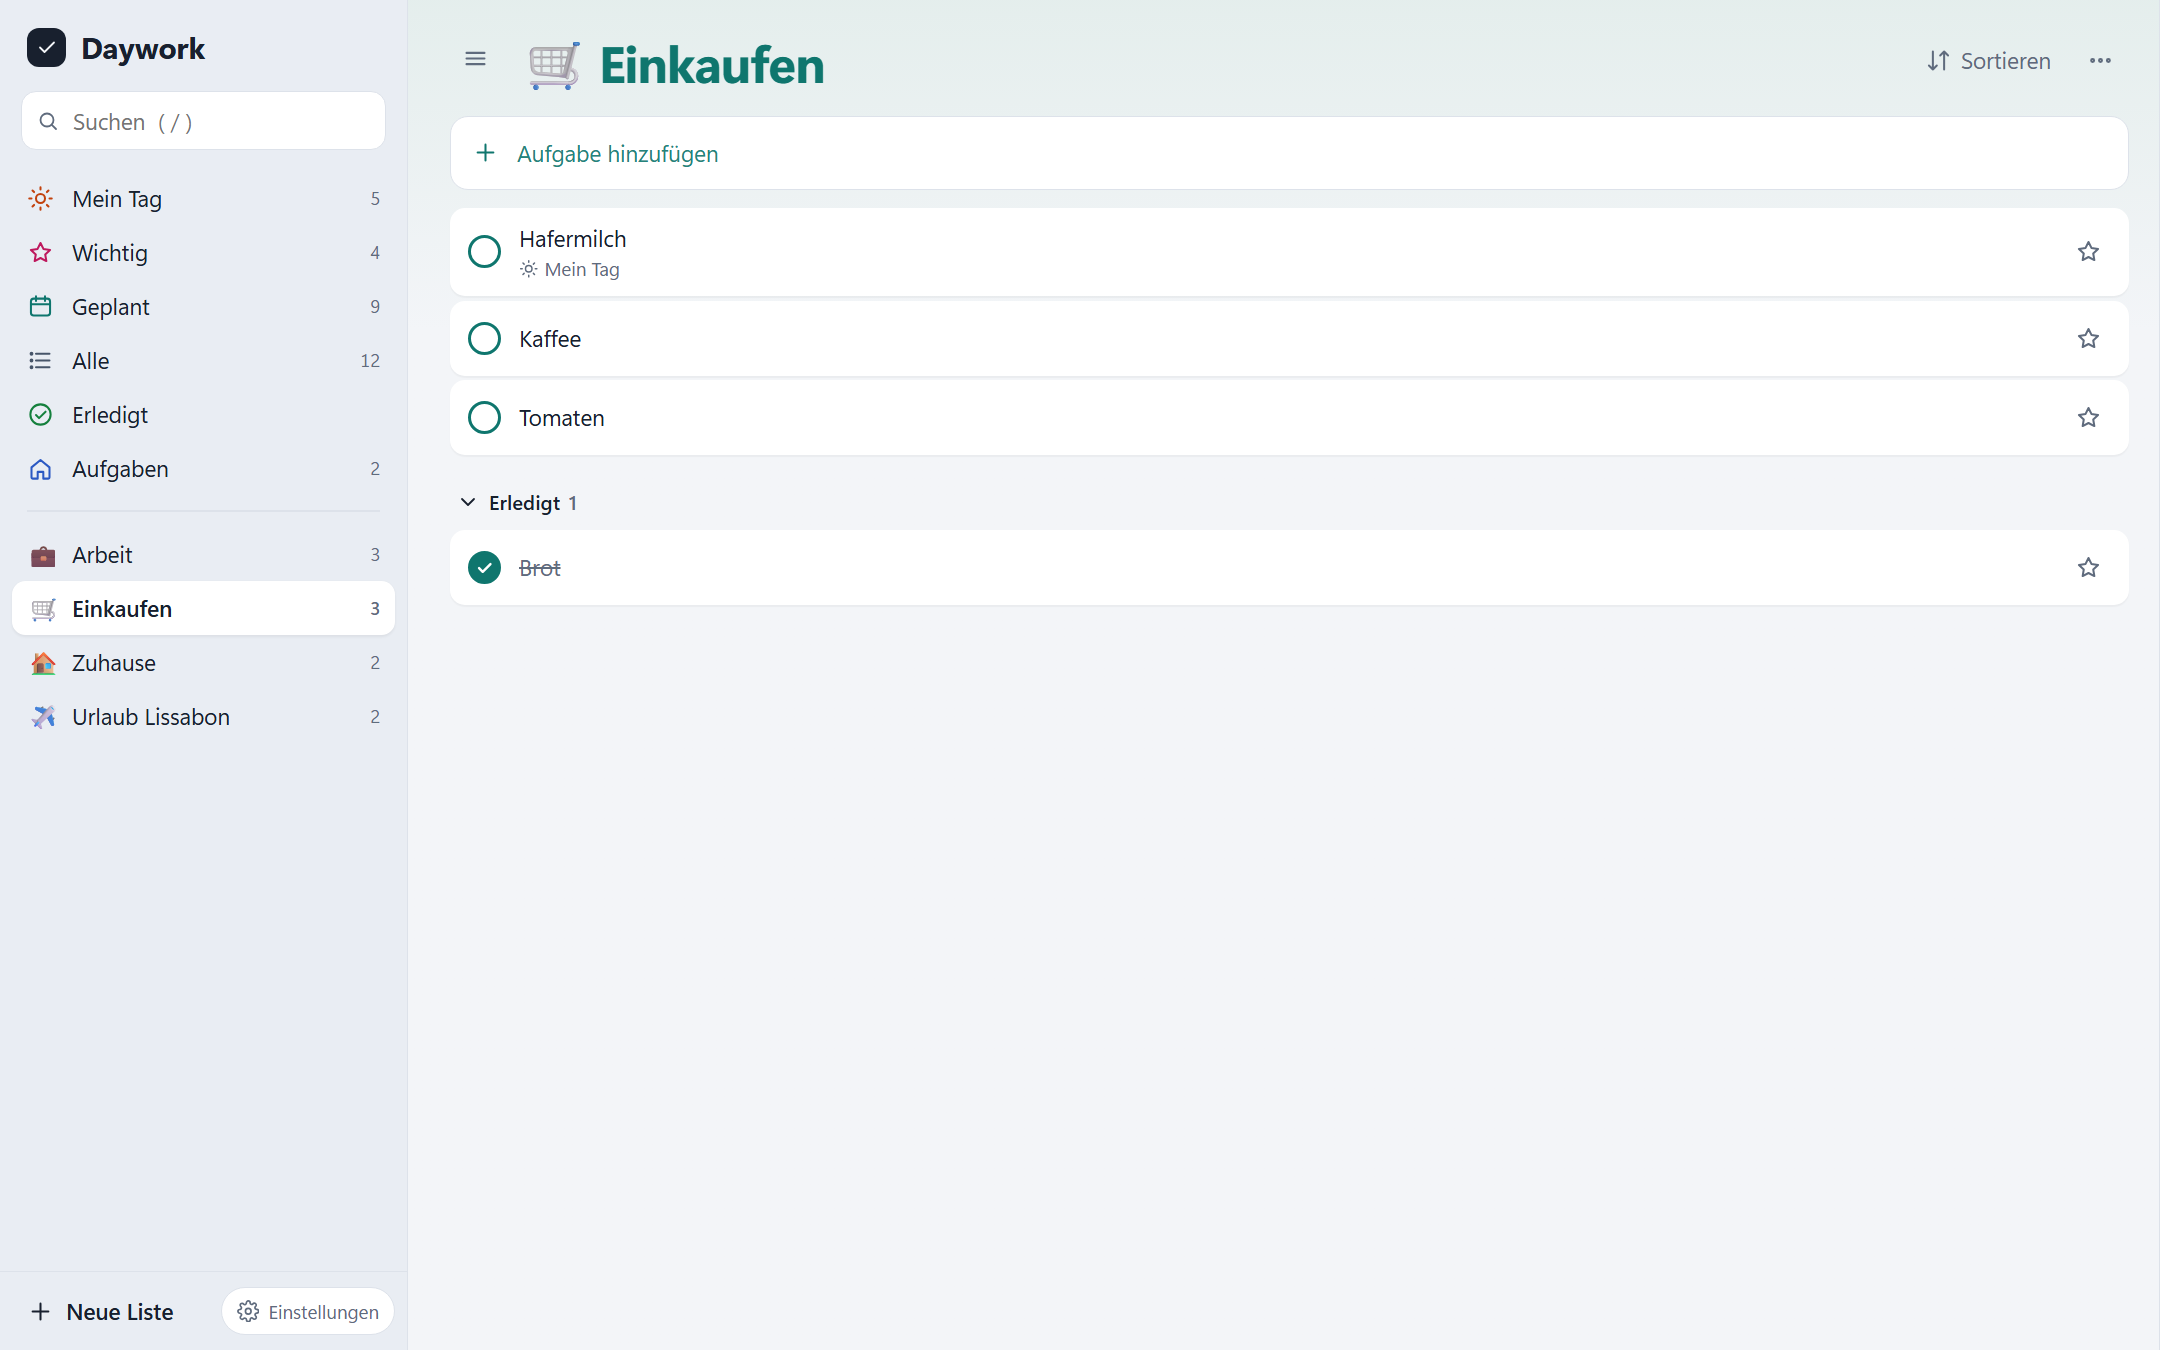 Daywork
Suchen ( / )
Mein Tag 5
Wichtig 4
Geplant 9
Alle 12
Erledigt
Aufgaben 2
Arbeit 3
Einkaufen 3
Zuhause 2
Urlaub Lissabon 2
Neue Liste
Einstellungen
Einkaufen
Sortieren
Aufgabe hinzufügen
Hafermilch
Mein Tag
Kaffee
Tomaten
Erledigt 1
Brot